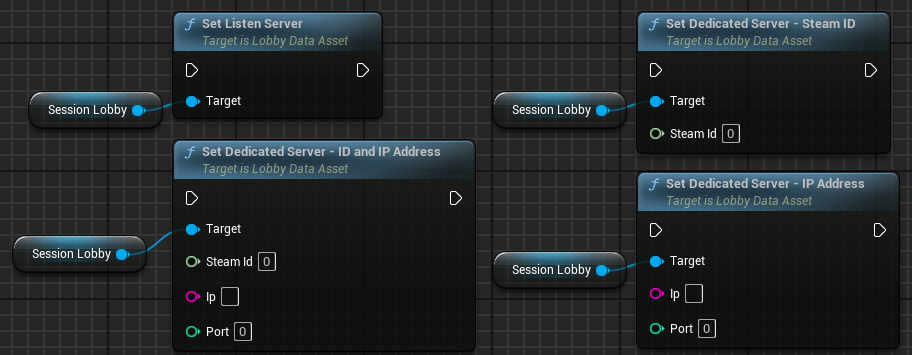 Set Listen Server
Target is Lobby Data Asset
Target
Session Lobby
Set Dedicated Server - Steam ID
Target is Lobby Data Asset
Target
Session Lobby
Steam Id 0
Set Dedicated Server - ID and IP Address
Target is Lobby Data Asset
Target
Session Lobby
Steam Id 0
Ip
Port 0
Set Dedicated Server - IP Address
Target is Lobby Data Asset
Target
Session Lobby
Ip
Port 0